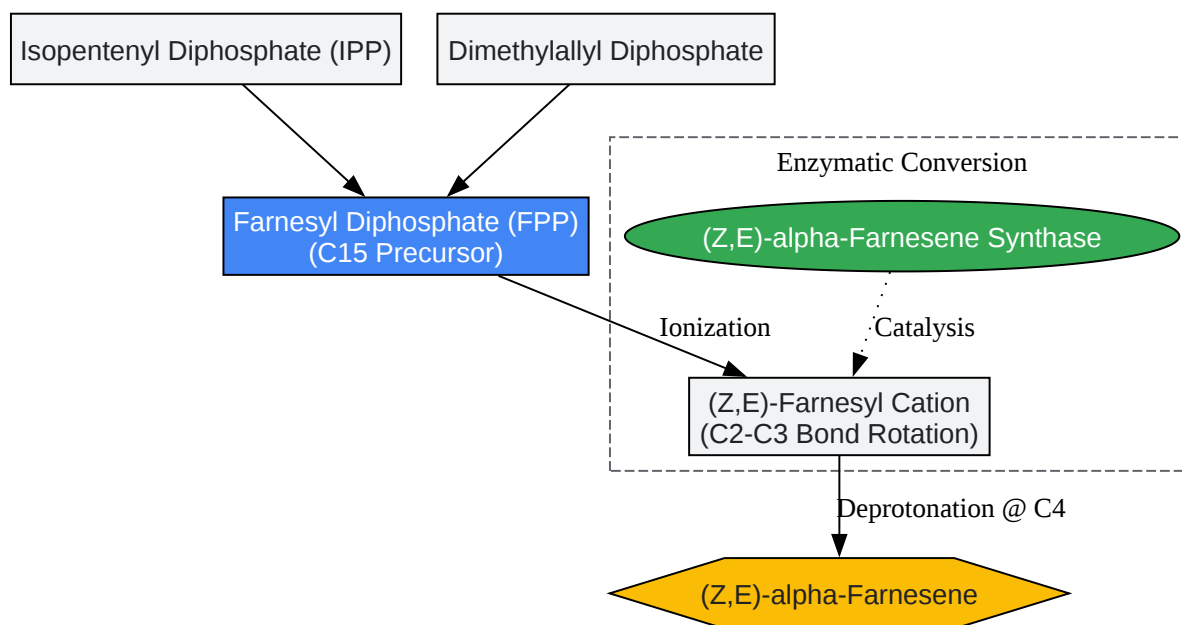 Isopentenyl Diphosphate (IPP)
Dimethylallyl Diphosphate
Enzymatic Conversion
Farnesyl Diphosphate (FPP)
(C15 Precursor)
(Z,E)-alpha-Farnesene Synthase
Ionization
Catalysis
(Z,E)-Farnesyl Cation
(C2-C3 Bond Rotation)
Deprotonation @ C4
(Z,E)-alpha-Farnesene